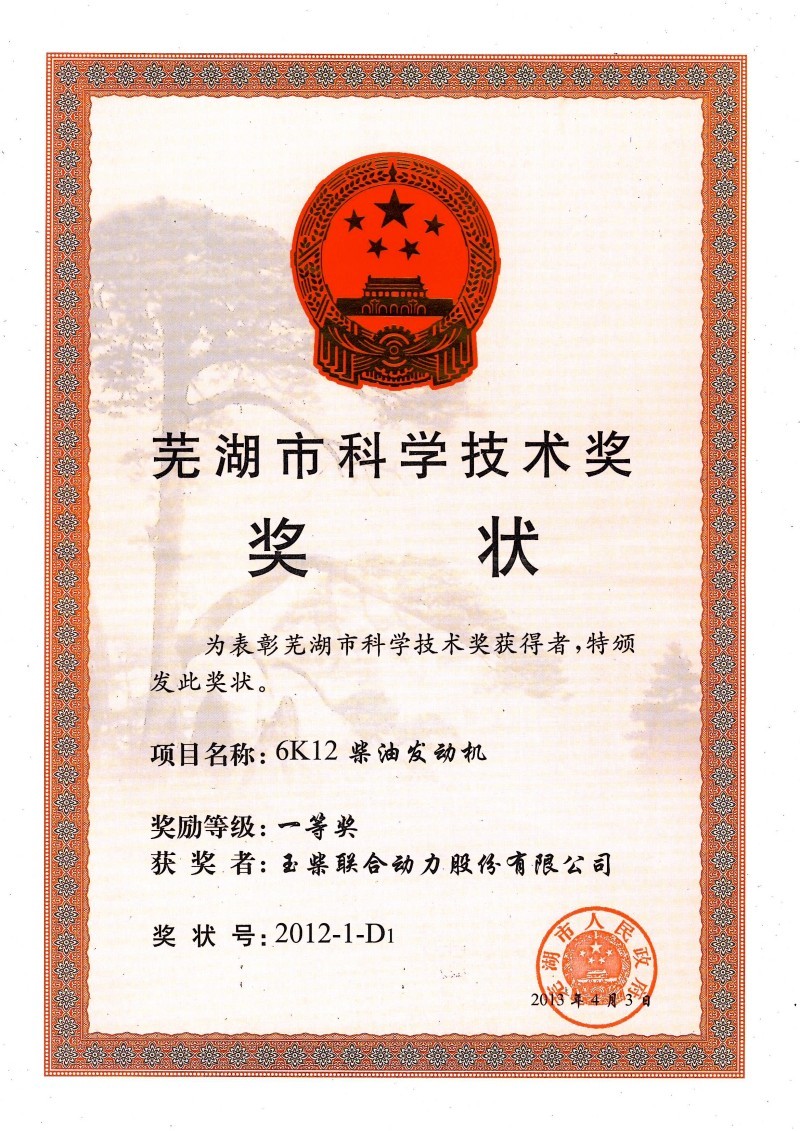 芜湖市科学技术奖
奖 状
为表彰芜湖市科学技术奖获得者,特颁
发此奖状。
项目名称: 6K12 柴油发动机
奖励等级: 一等奖
获 奖 者: 玉柴联合动力股份有限公司
奖 状 号: 2012-1-D1
芜湖市人民政府
2013 年 4 月 3 日